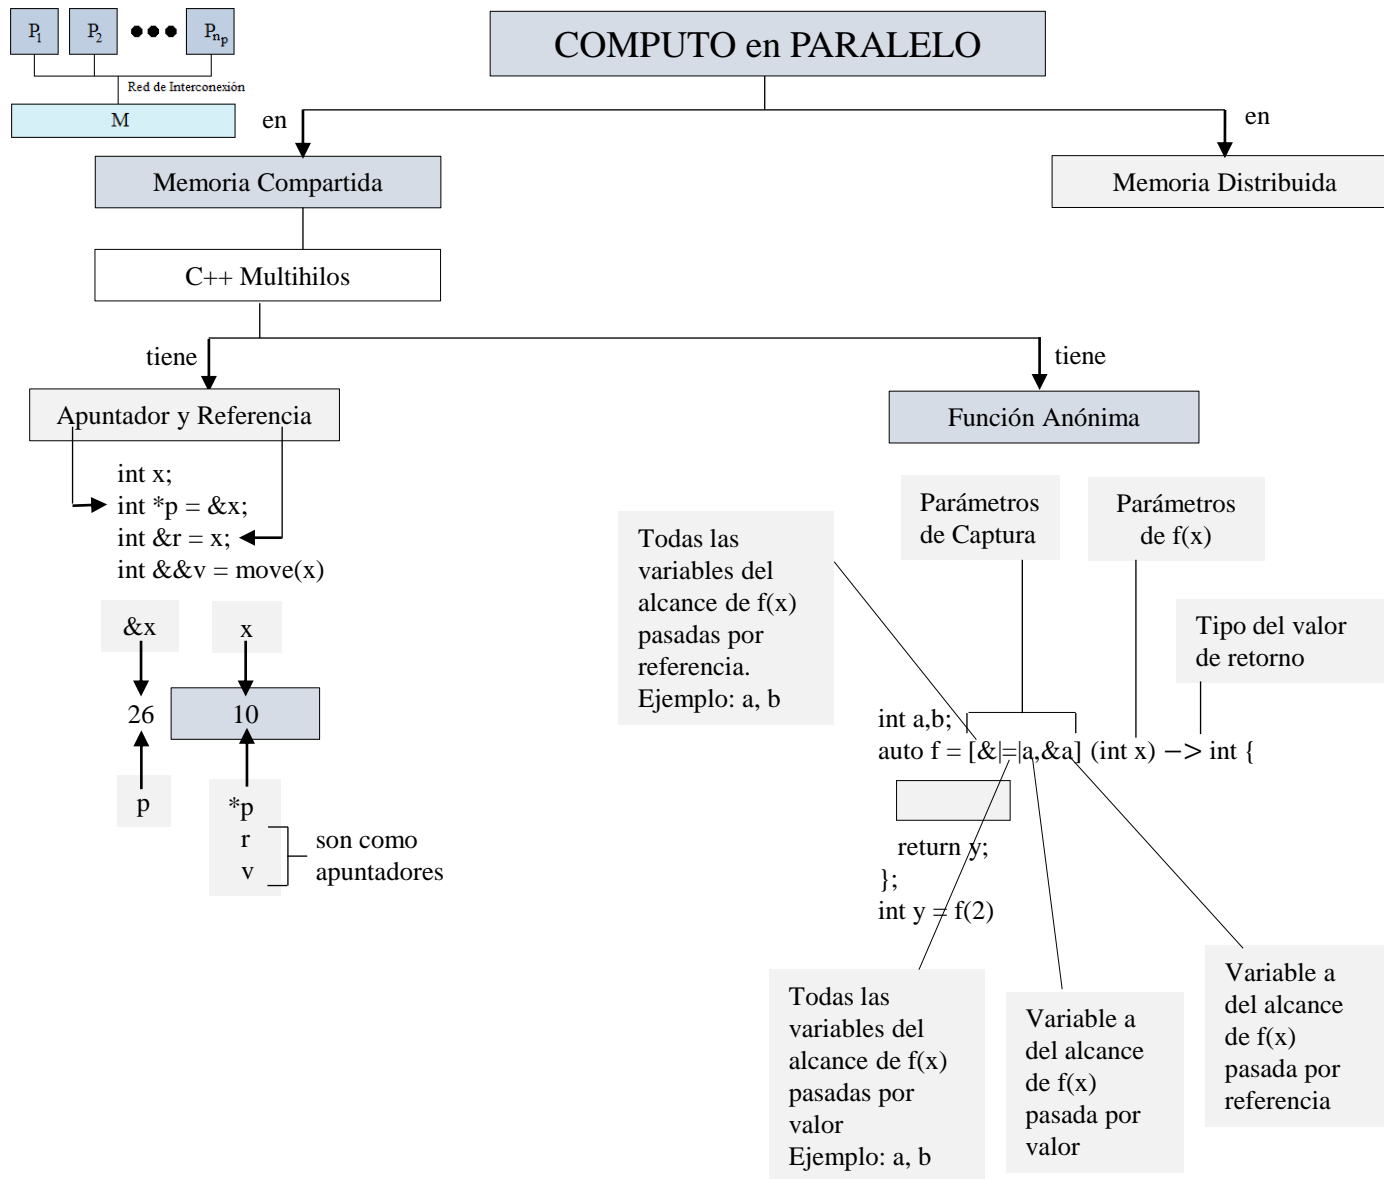 P1 P2 ●●● Pnp
Red de Interconexión
M
COMPUTO en PARALELO
en
en
Memoria Compartida
Memoria Distribuida
C++ Multihilos
tiene
tiene
Apuntador y Referencia
Función Anónima
int x;
int *p = &x;
int &r = x;
int &&v = move(x)
&x
x
26
10
p
*p
r
v
son como
apuntadores
Parámetros
de Captura
Parámetros
de f(x)
Todas las
variables del
alcance de f(x)
pasadas por
referencia.
Ejemplo: a, b
Tipo del valor
de retorno
int a,b;
auto f = [&|=|a,&a] (int x) −> int {
return y;
};
int y = f(2)
Todas las
variables del
alcance de f(x)
pasadas por
valor
Ejemplo: a, b
Variable a
del alcance
de f(x)
pasada por
valor
Variable a
del alcance
de f(x)
pasada por
referencia